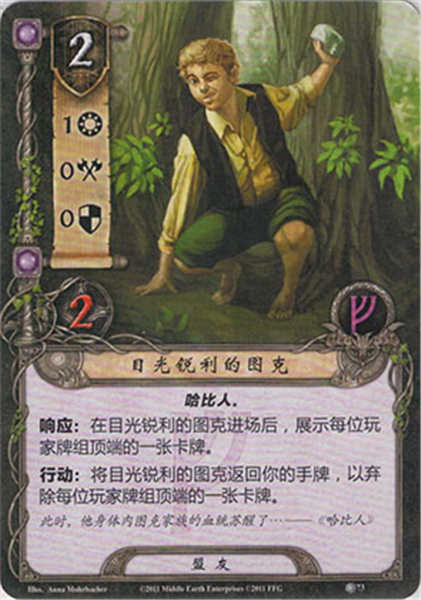 2
1
0
0
2
目光锐利的图克
哈比人.
响应：在目光锐利的图克进场后，展示每位玩
家牌组顶端的一张卡牌。
行动：将目光锐利的图克返回你的手牌，以弃
除每位玩家牌组顶端的一张卡牌。
此时，他身体内图克家族的血统苏醒了…——《哈比人》
盟友
Illus. Anna Mohrbacher
©2011 Middle Earth Enterprises ©2011 FFG
73